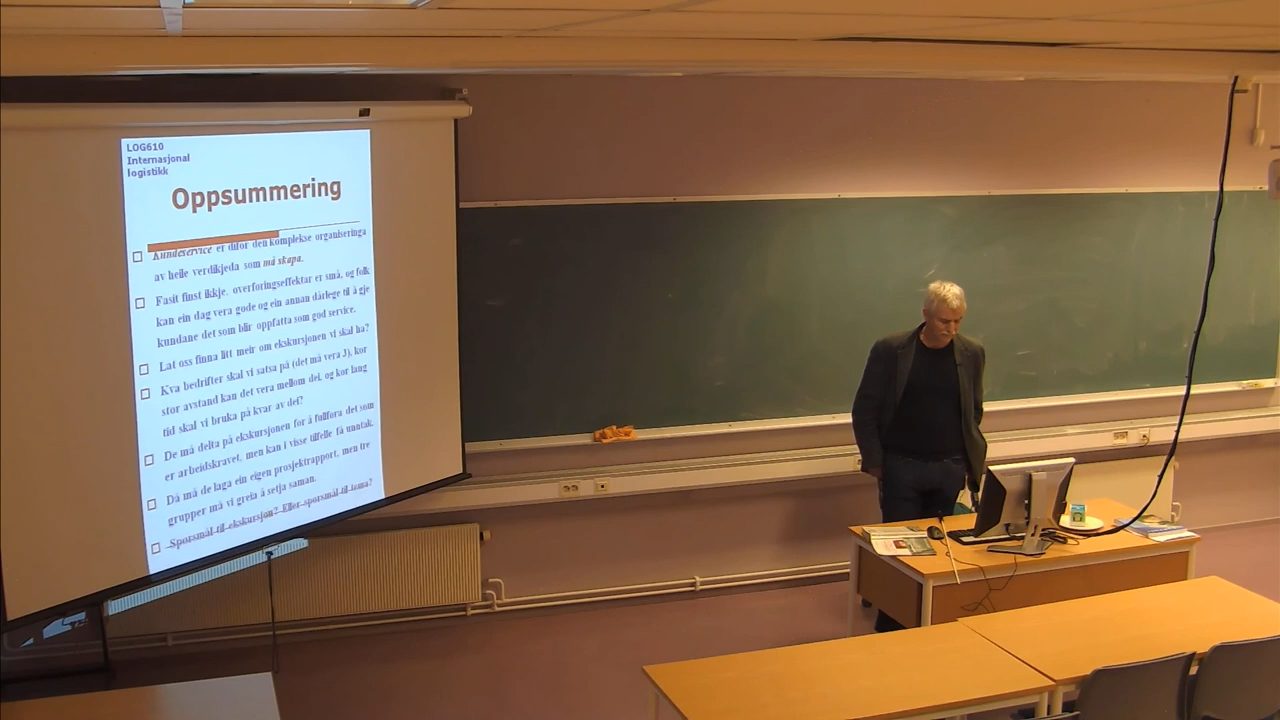 LOG610
Internasjonal
logistikk
Oppsummering
Kundeservice er difor den komplekse organiseringa
av heile verdikjeda som må skapa.
Fasit finst ikkje, overføringseffektar er små, og folk
kan ein dag vera gode og ein annan dårlege til å gje
kundane det som blir oppfatta som god service.
Lat oss finna litt meir om ekskursjonen vi skal ha?
Kva bedrifter skal vi satsa på (det må vera 3), kor
stor avstand kan det vera mellom dei, og kor lang
tid skal vi bruka på kvar av dei?
De må delta på ekskursjonen for å fullføra det som
er arbeidskravet, men kan i visse tilfelle få unntak.
Då må de laga ein eigen prosjektrapport, men tre
grupper må vi greia å setja saman.
Spørsmål til ekskursjon? Eller spørsmål til tema?